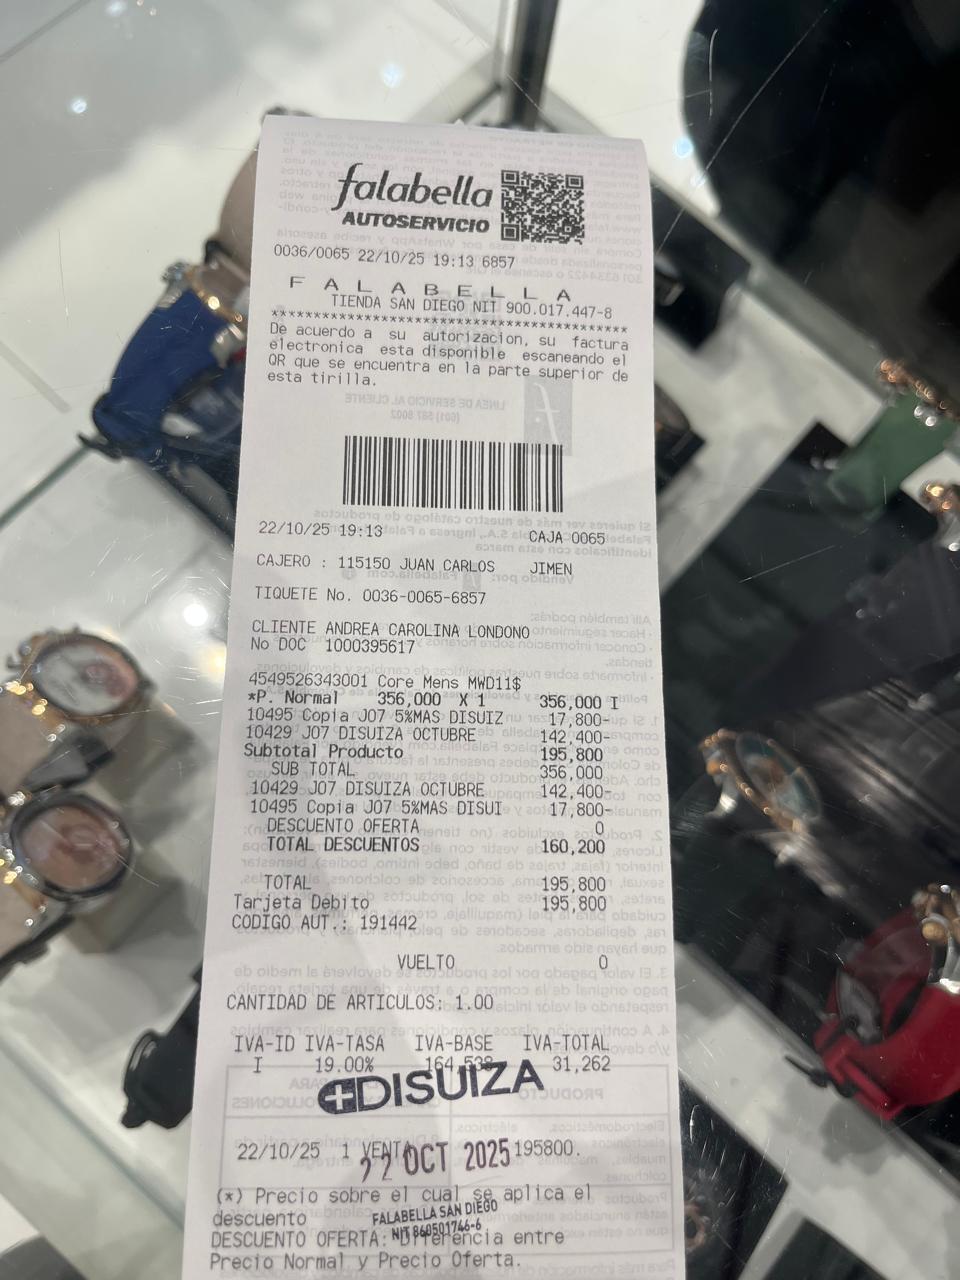 falabella
AUTOSERVICIO
0036/0065 22/10/25 19:13 6857
F A L A B E L L A
TIENDA SAN DIEGO NIT 900.017.447-8
******************************************
De acuerdo a su autorizacion, su factura
electronica esta disponible escaneando el
QR que se encuentra en la parte superior de
esta tirilla.
22/10/25 19:13 CAJA 0065
CAJERO : 115150 JUAN CARLOS JIMEN
TIQUETE No. 0036-0065-6857
CLIENTE ANDREA CAROLINA LONDONO
No DOC 1000395617
4549526343001 Core Mens MWD11$
*P. Normal 356,000 X 1 356,000 I
10495 Copia J07 5%MAS DISUIZ 17,800-
10429 J07 DISUIZA OCTUBRE 142,400-
Subtotal Producto 195,800
SUB TOTAL 356,000
10429 J07 DISUIZA OCTUBRE 142,400-
10495 Copia J07 5%MAS DISUI 17,800-
DESCUENTO OFERTA 0
TOTAL DESCUENTOS 160,200
TOTAL 195,800
Tarjeta Debito 195,800
CODIGO AUT.: 191442
VUELTO 0
CANTIDAD DE ARTICULOS: 1.00
IVA-ID IVA-TASA IVA-BASE IVA-TOTAL
I 19.00% 164,538 31,262
DISUIZA
22/10/25 1 VENTA 195800.
22 OCT 2025
(*) Precio sobre el cual se aplica el
descuento
FALABELLA SAN DIEGO
NIT 860501746-6
DESCUENTO OFERTA: Diferencia entre
Precio Normal y Precio Oferta.